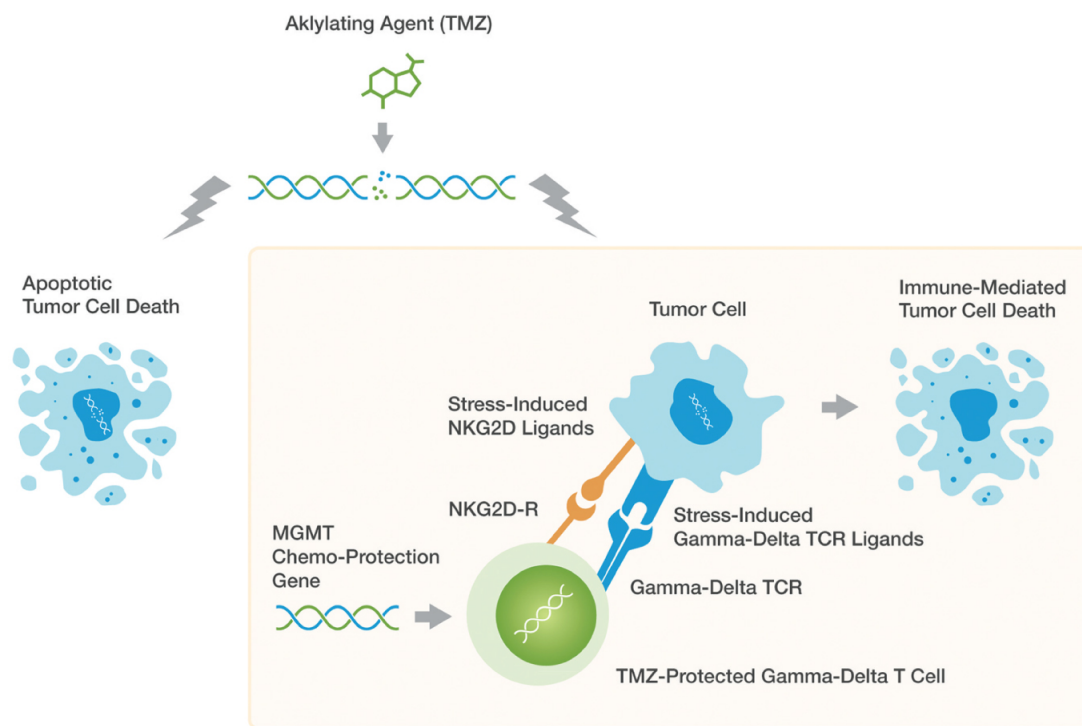 Aklylating Agent (TMZ)
Apoptotic
Tumor Cell Death
Tumor Cell
Immune-Mediated
Tumor Cell Death
Stress-Induced
NKG2D Ligands
NKG2D-R
Stress-Induced
Gamma-Delta TCR Ligands
MGMT
Chemo-Protection
Gene
Gamma-Delta TCR
TMZ-Protected Gamma-Delta T Cell